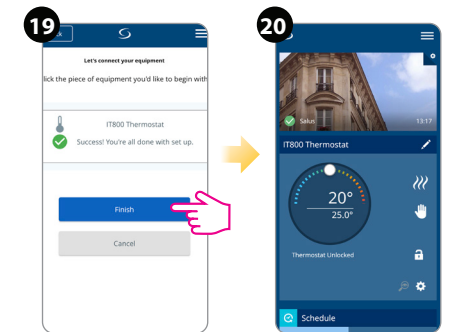 19
Let's connect your equipment
lick the piece of equipment you'd like to begin with
IT800 Thermostat
Success! You're all done with set up.
Finish
Cancel
20
Salus
13:17
IT800 Thermostat
20°
25.0°
Thermostat Unlocked
Schedule